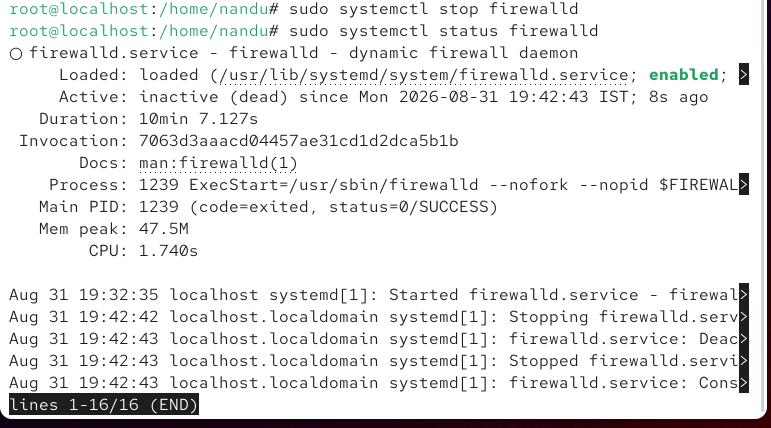 root@localhost:/home/nandu# sudo systemctl stop firewalld
root@localhost:/home/nandu# sudo systemctl status firewalld
○ firewalld.service - firewalld - dynamic firewall daemon
     Loaded: loaded (/usr/lib/systemd/system/firewalld.service; enabled; >
     Active: inactive (dead) since Mon 2026-08-31 19:42:43 IST; 8s ago
   Duration: 10min 7.127s
 Invocation: 7063d3aaacd04457ae31cd1d2dca5b1b
       Docs: man:firewalld(1)
    Process: 1239 ExecStart=/usr/sbin/firewalld --nofork --nopid $FIREWAL>
   Main PID: 1239 (code=exited, status=0/SUCCESS)
   Mem peak: 47.5M
        CPU: 1.740s
Aug 31 19:32:35 localhost systemd[1]: Started firewalld.service - firewal>
Aug 31 19:42:42 localhost.localdomain systemd[1]: Stopping firewalld.serv>
Aug 31 19:42:43 localhost.localdomain systemd[1]: firewalld.service: Deac>
Aug 31 19:42:43 localhost.localdomain systemd[1]: Stopped firewalld.servi>
Aug 31 19:42:43 localhost.localdomain systemd[1]: firewalld.service: Cons>
lines 1-16/16 (END)